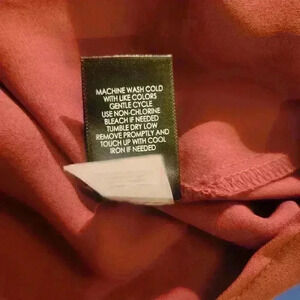 MACHINE WASH COLD
WITH LIKE COLORS
GENTLE CYCLE
USE NON-CHLORINE
BLEACH IF NEEDED
TUMBLE DRY LOW
REMOVE PROMPTLY AND
TOUCH UP WITH COOL
IRON IF NEEDED